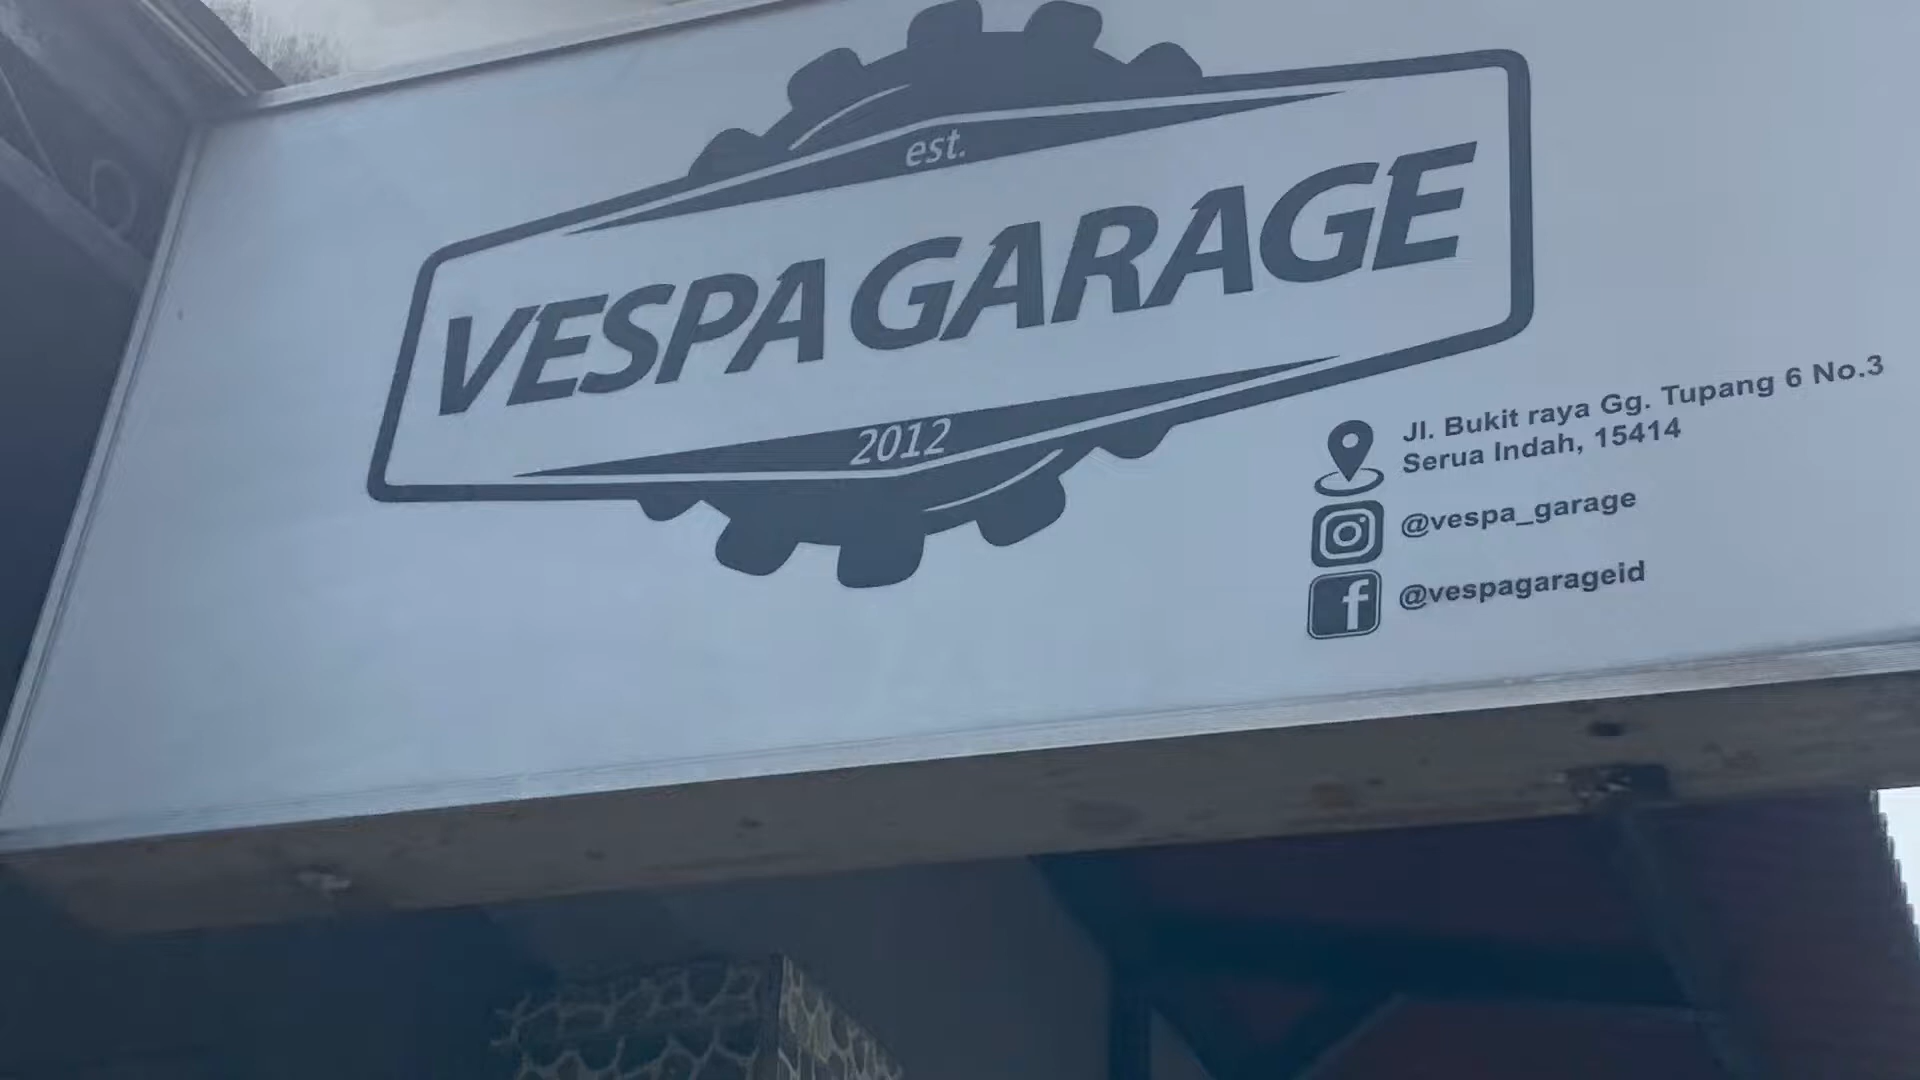 est.
VESPA GARAGE
2012
Jl. Bukit raya Gg. Tupang 6 No.3
Serua Indah, 15414
@vespa_garage
@vespagarageid